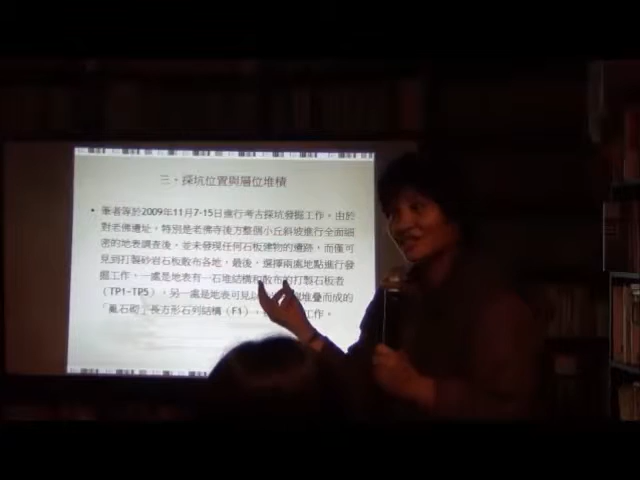 三、探坑位置與層位堆積
• 筆者等於2009年11月7-15日進行考古探坑發掘工作。由於
對老佛遺址，特別是老佛寺後方整個小丘斜坡進行全面細
密的地表調查後，並未發現任何石板建物的遺跡，而僅可
見到打製砂岩石板散布各地，最後，選擇兩處地點進行發
掘工作，一處是地表有一石堆結構和散布的打製石板者
（TP1-TP5），另一處是地表可見以 堆疊而成的
「亂石砌」長方形石列結構（F1） 工作。